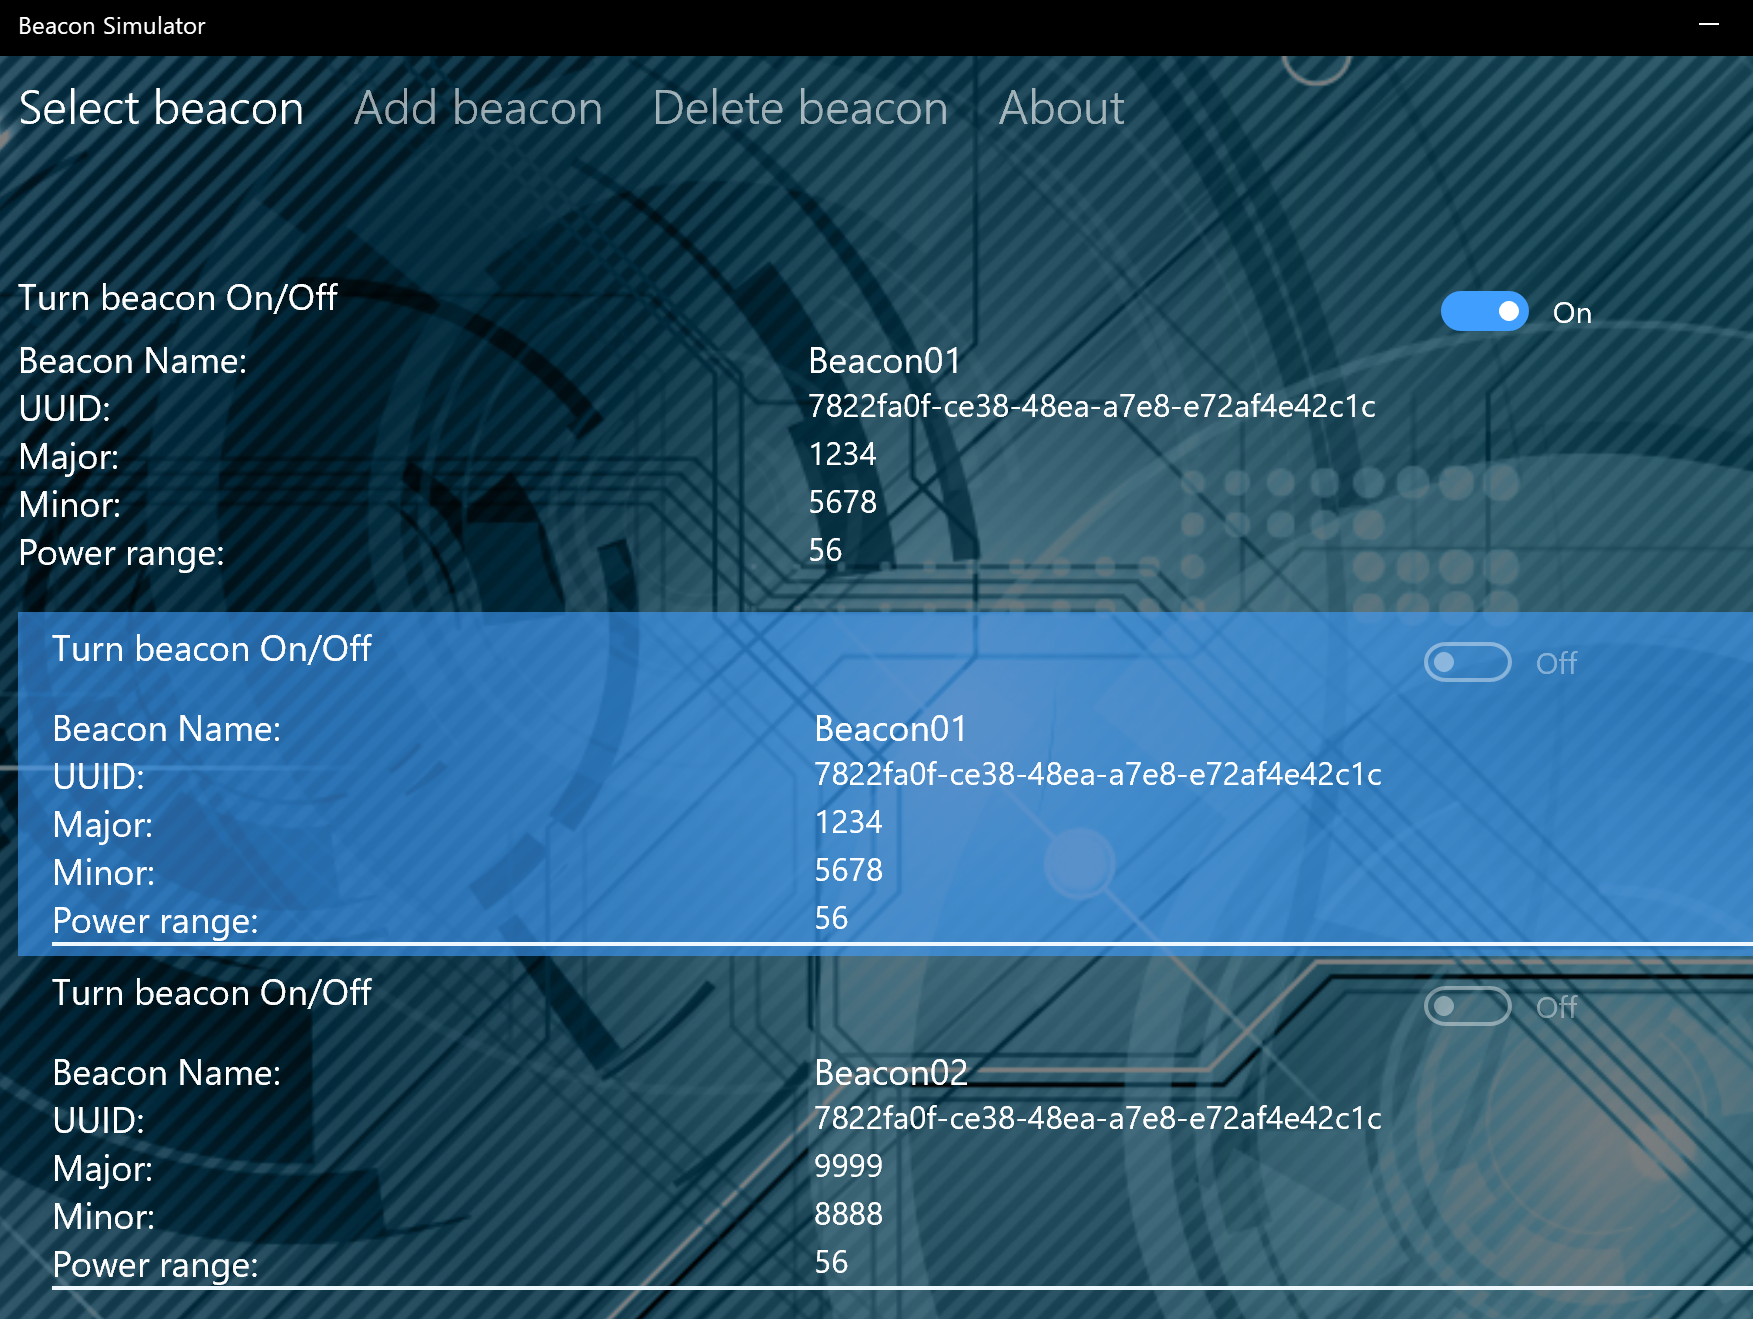 Beacon Simulator
Select beacon Add beacon Delete beacon About
Turn beacon On/Off On
Beacon Name: Beacon01
UUID: 7822fa0f-ce38-48ea-a7e8-e72af4e42c1c
Major: 1234
Minor: 5678
Power range: 56
Turn beacon On/Off Off
Beacon Name: Beacon01
UUID: 7822fa0f-ce38-48ea-a7e8-e72af4e42c1c
Major: 1234
Minor: 5678
Power range: 56
Turn beacon On/Off Off
Beacon Name: Beacon02
UUID: 7822fa0f-ce38-48ea-a7e8-e72af4e42c1c
Major: 9999
Minor: 8888
Power range: 56